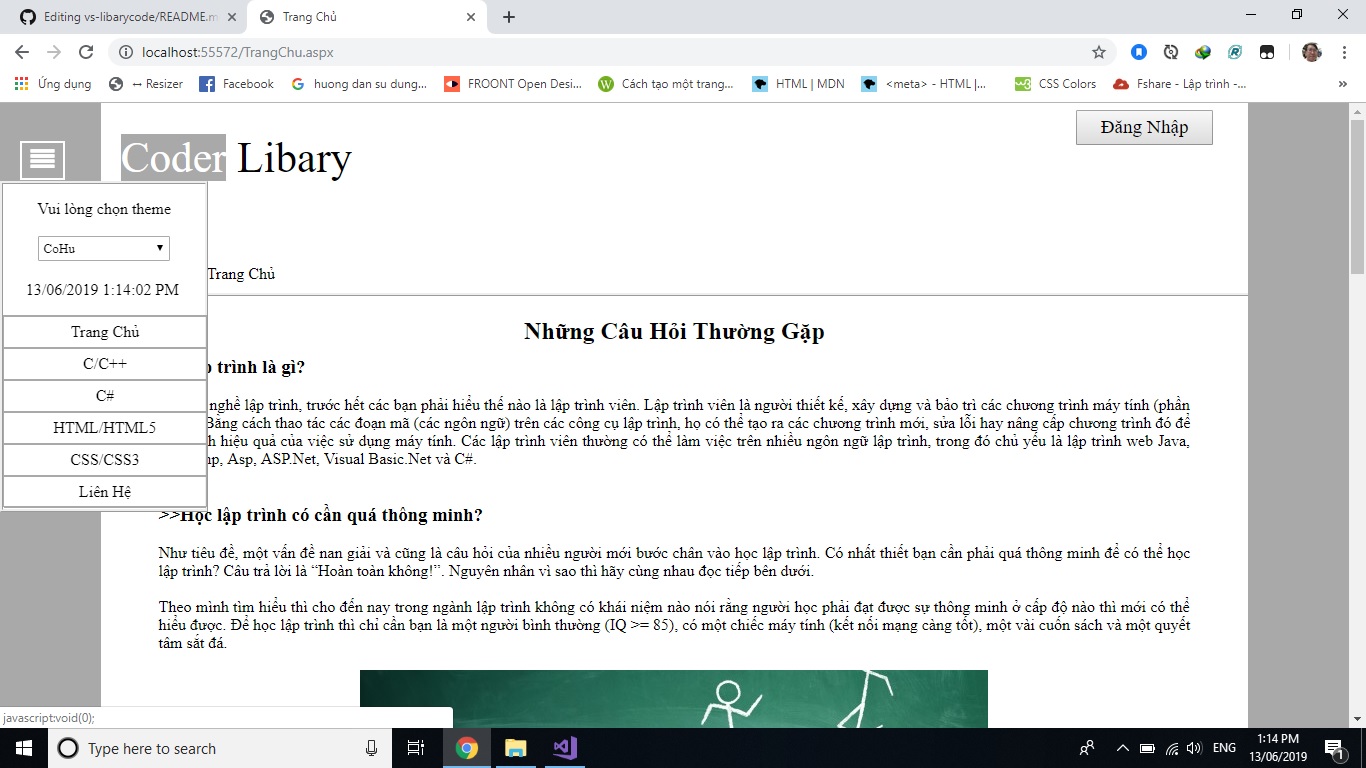 Editing vs-libarycode/README.m
Trang Chủ
localhost:55572/TrangChu.aspx
Ứng dụng
↔ Resizer
Facebook
huong dan su dung...
FROONT Open Desi...
Cách tạo một trang...
HTML | MDN
<meta> - HTML |...
CSS Colors
Fshare - Lập trình -...
»
Đăng Nhập
Coder Libary
Vui lòng chọn theme
CoHu
13/06/2019 1:14:02 PM
Trang Chủ
C/C++
C#
HTML/HTML5
CSS/CSS3
Liên Hệ
Trang Chủ
Những Câu Hỏi Thường Gặp
trình là gì?
nghề lập trình, trước hết các bạn phải hiểu thế nào là lập trình viên. Lập trình viên là người thiết kế, xây dựng và bảo trì các chương trình máy tính (phần
Bằng cách thao tác các đoạn mã (các ngôn ngữ) trên các công cụ lập trình, họ có thể tạo ra các chương trình mới, sửa lỗi hay nâng cấp chương trình đó để
hiệu quả của việc sử dụng máy tính. Các lập trình viên thường có thể làm việc trên nhiều ngôn ngữ lập trình, trong đó chủ yếu là lập trình web Java,
Asp, ASP.Net, Visual Basic.Net và C#.
>>Học lập trình có cần quá thông minh?
Như tiêu đề, một vấn đề nan giải và cũng là câu hỏi của nhiều người mới bước chân vào học lập trình. Có nhất thiết bạn cần phải quá thông minh để có thể học
lập trình? Câu trả lời là “Hoàn toàn không!”. Nguyên nhân vì sao thì hãy cùng nhau đọc tiếp bên dưới.
Theo mình tìm hiểu thì cho đến nay trong ngành lập trình không có khái niệm nào nói rằng người học phải đạt được sự thông minh ở cấp độ nào thì mới có thể
hiểu được. Để học lập trình thì chỉ cần bạn là một người bình thường (IQ >= 85), có một chiếc máy tính (kết nối mạng càng tốt), một vài cuốn sách và một quyết
tâm sắt đá.
javascript:void(0);
Type here to search
ENG
1:14 PM
13/06/2019
1